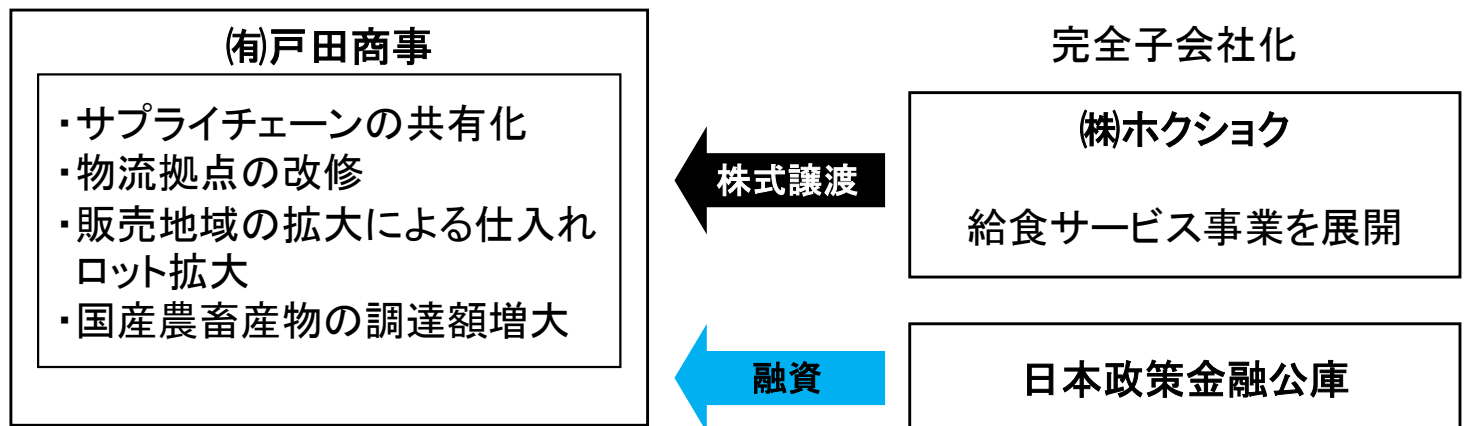 ㈲戸田商事
・サプライチェーンの共有化
・物流拠点の改修
・販売地域の拡大による仕入れ
ロット拡大
・国産農畜産物の調達額増大
株式譲渡
融資
完全子会社化
㈱ホクショク
給食サービス事業を展開
日本政策金融公庫